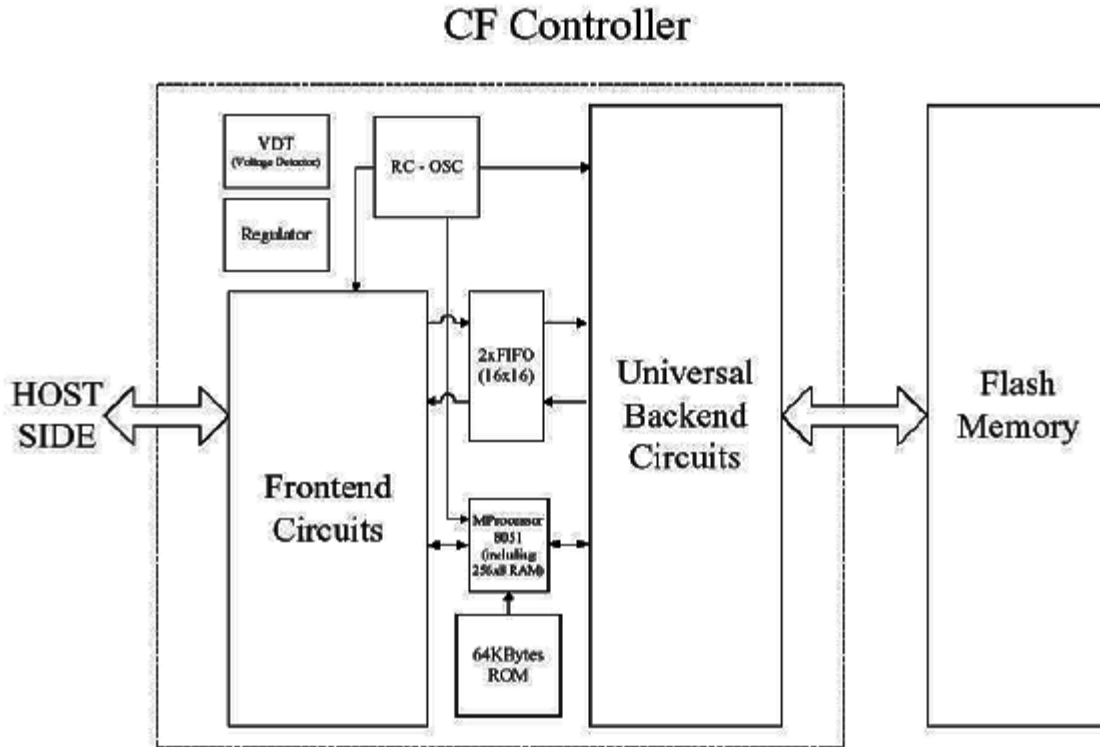 CF Controller
VDT
(Voltage Detector)
RC - OSC
Regulator
2xFIFO
(16x16)
HOST
SIDE
Universal
Backend
Circuits
Flash
Memory
Frontend
Circuits
MProcessor
8051
(including
256x8 RAM)
64KBytes
ROM